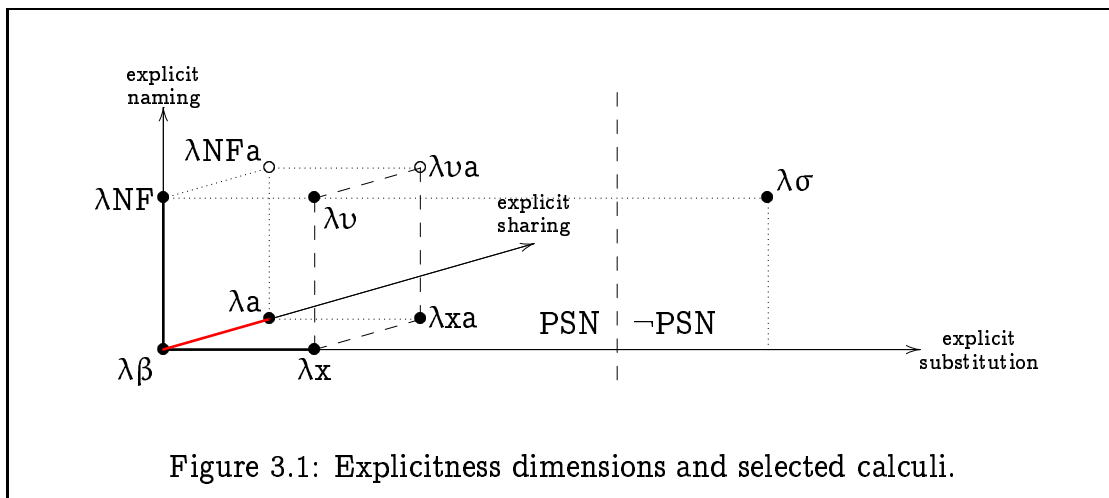 explicit
naming
λNFa
λυa
λNF
λυ
λσ
explicit
sharing
λa
λxa
PSN
¬PSN
explicit
substitution
λβ
λx
Figure 3.1: Explicitness dimensions and selected calculi.